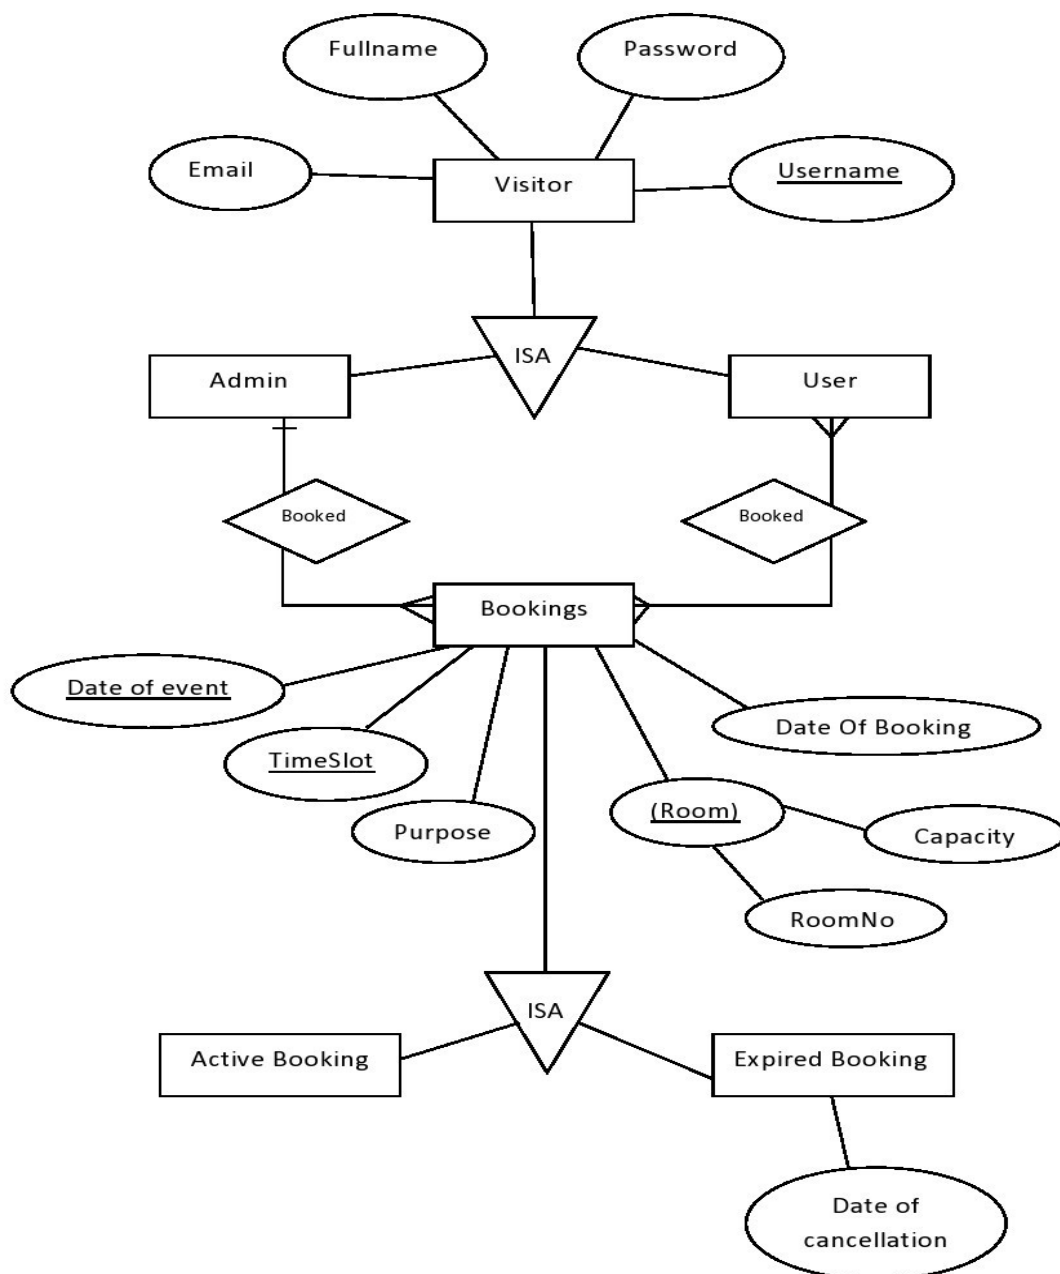 Fullname
Password
Email
Visitor
Username
ISA
Admin
User
Booked
Booked
Bookings
Date of event
Date Of Booking
TimeSlot
(Room)
Purpose
Capacity
RoomNo
ISA
Active Booking
Expired Booking
Date of
cancellation